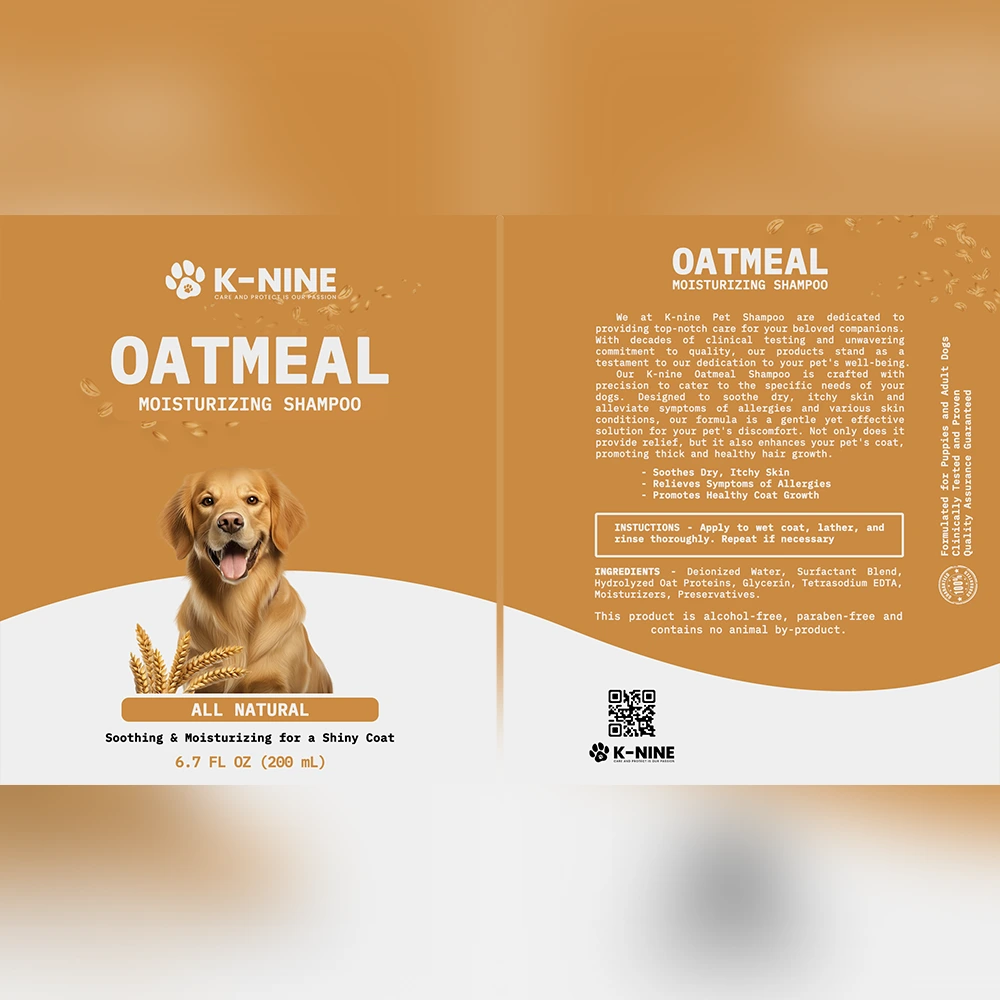 K-NINE
CARE AND PROTECT IS OUR PASSION
OATMEAL
MOISTURIZING SHAMPOO
ALL NATURAL
Soothing & Moisturizing for a Shiny Coat
6.7 FL OZ (200 mL)
OATMEAL
MOISTURIZING SHAMPOO
We at K-nine Pet Shampoo are dedicated to
providing top-notch care for your beloved companions.
With decades of clinical testing and unwavering
commitment to quality, our products stand as a
testament to our dedication to your pet's well-being.
Our K-nine Oatmeal Shampoo is crafted with
precision to cater to the specific needs of your
dogs. Designed to soothe dry, itchy skin and
alleviate symptoms of allergies and various skin
conditions, our formula is a gentle yet effective
solution for your pet's discomfort. Not only does it
provide relief, but it also enhances your pet's coat,
promoting thick and healthy hair growth.
- Soothes Dry, Itchy Skin
- Relieves Symptoms of Allergies
- Promotes Healthy Coat Growth
INSTUCTIONS - Apply to wet coat, lather, and
rinse thoroughly. Repeat if necessary
INGREDIENTS - Deionized Water, Surfactant Blend,
Hydrolyzed Oat Proteins, Glycerin, Tetrasodium EDTA,
Moisturizers, Preservatives.
This product is alcohol-free, paraben-free and
contains no animal by-product.
Formulated for Puppies and Adult Dogs
Clinically Tested and Proven
Quality Assurance Guaranteed
100%
K-NINE
CARE AND PROTECT IS OUR PASSION